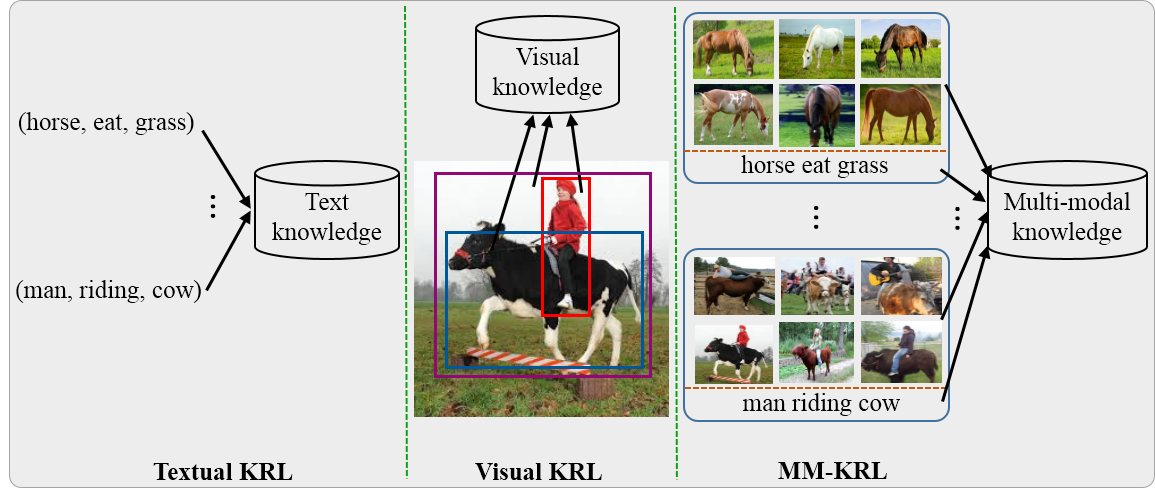 (horse, eat, grass)
⋮
(man, riding, cow)
Text
knowledge
Textual KRL
Visual
knowledge
Visual KRL
horse eat grass
⋮
man riding cow
⋮
Multi-modal
knowledge
MM-KRL